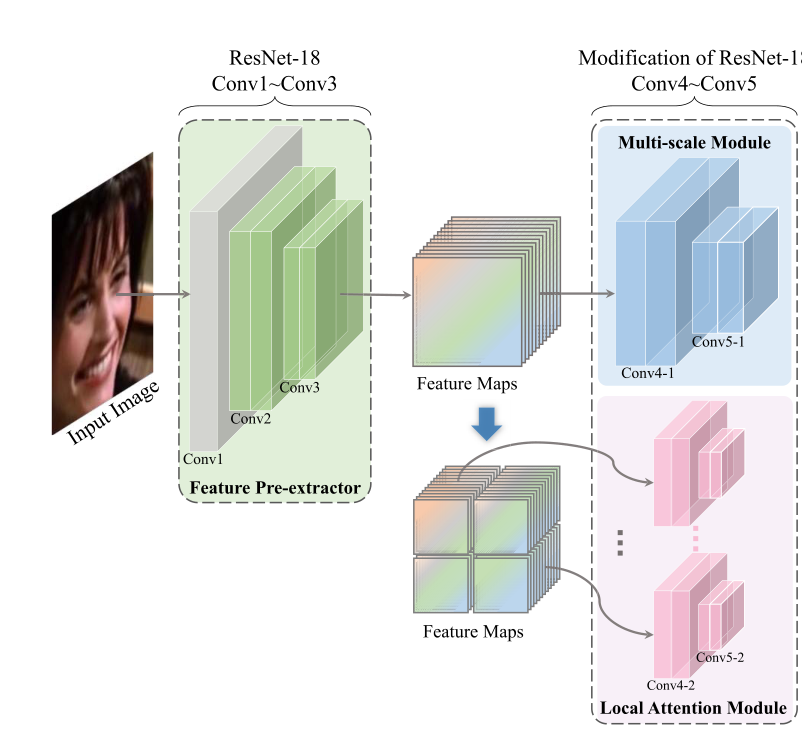 ResNet-18
Conv1~Conv3
Modification of ResNet-18
Conv4~Conv5
Multi-scale Module
Input Image
Conv1
Conv2
Conv3
Feature Pre-extractor
Feature Maps
Conv4-1
Conv5-1
Feature Maps
Conv4-2
Conv5-2
Local Attention Module